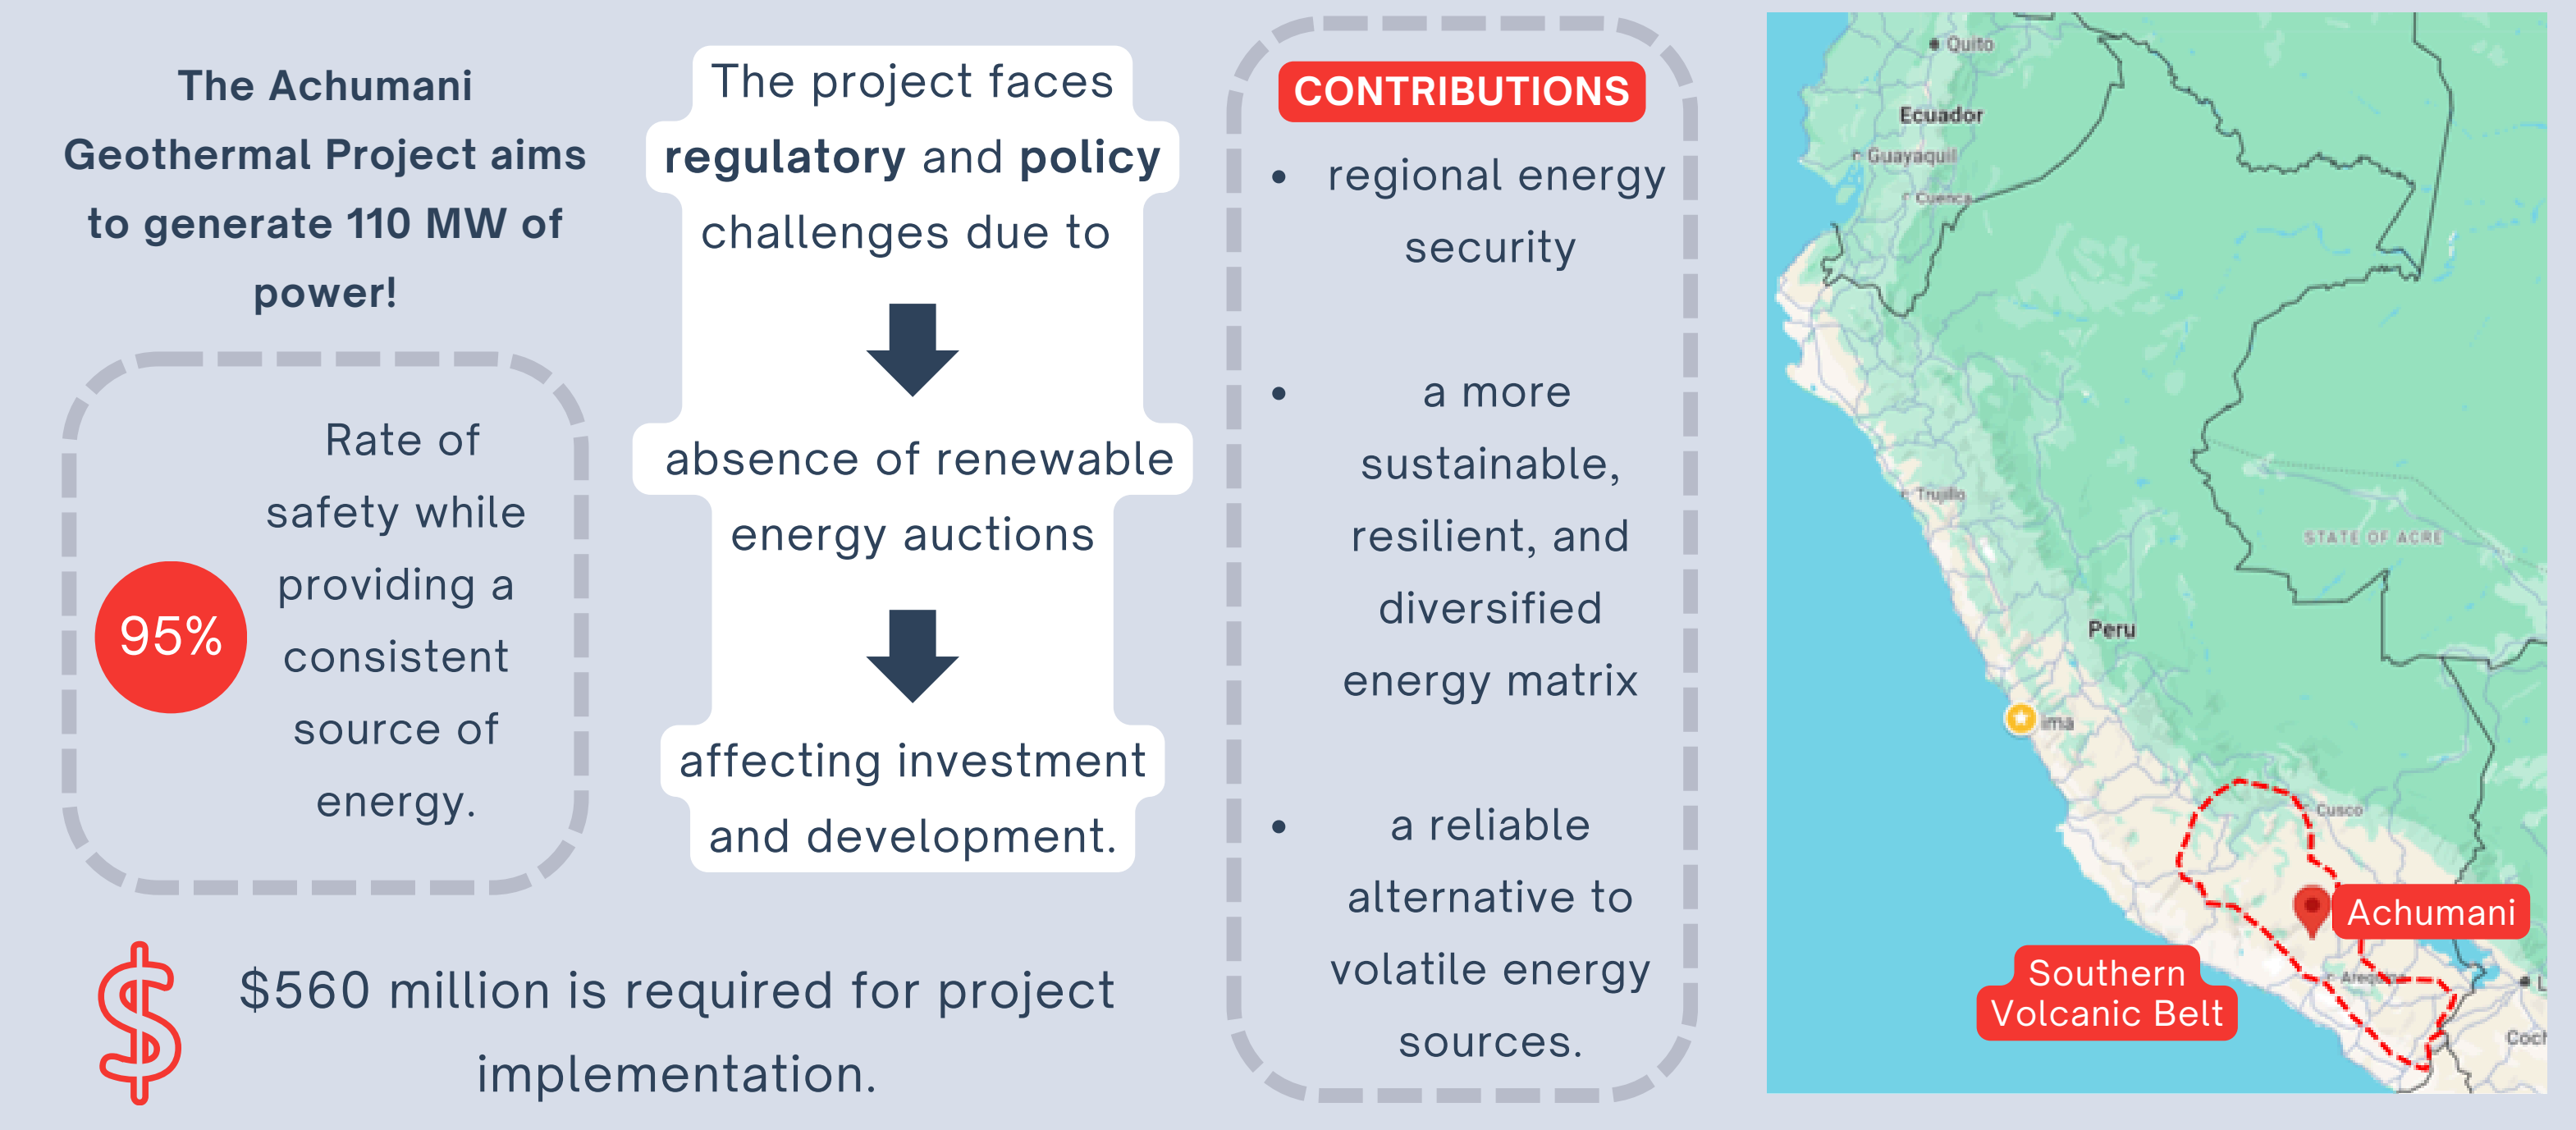 The Achumani
Geothermal Project aims
to generate 110 MW of
power!
95%
Rate of
safety while
providing a
consistent
source of
energy.
$
$560 million is required for project
implementation.
The project faces
regulatory and policy
challenges due to
absence of renewable
energy auctions
affecting investment
and development.
CONTRIBUTIONS
• regional energy
security
• a more
sustainable,
resilient, and
diversified
energy matrix
• a reliable
alternative to
volatile energy
sources.
Quito
Ecuador
Guayaquil
Cuenca
Trujillo
STATE OF ACRE
Peru
ima
Cusco
Achumani
Southern
Volcanic Belt
L
Coch